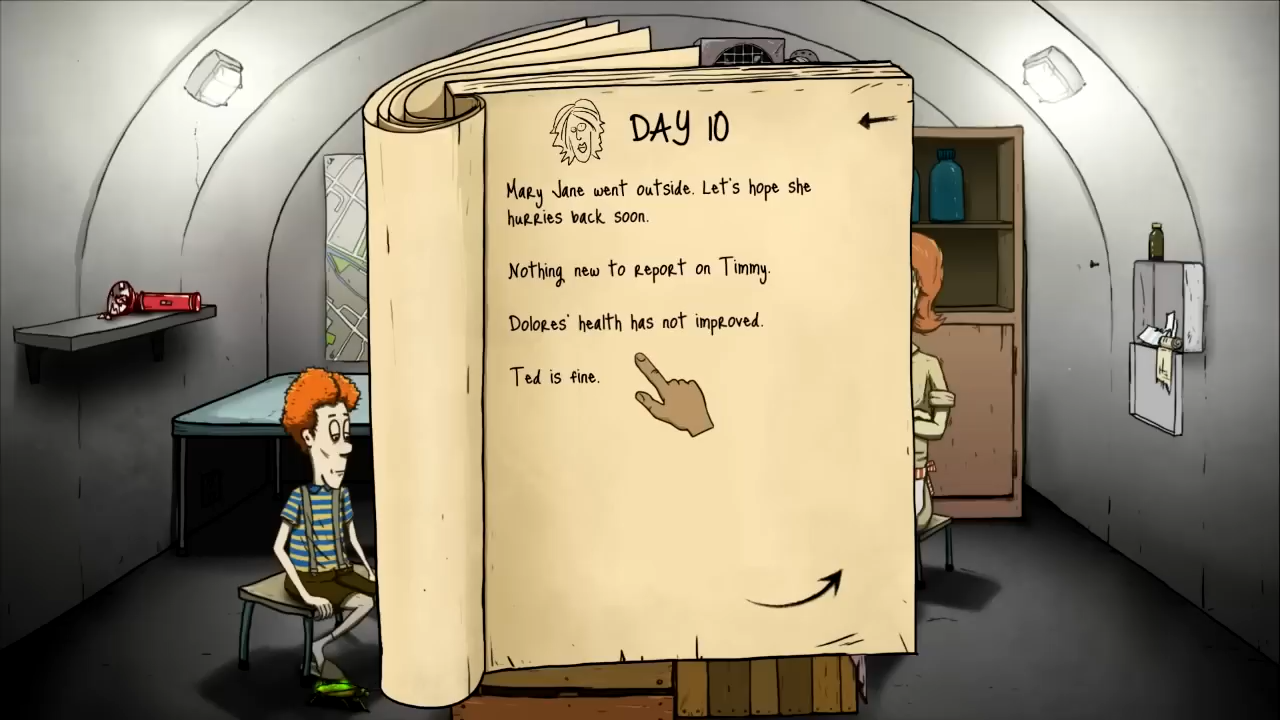 DAY 10
Mary Jane went outside. Let's hope she
hurries back soon.
Nothing new to report on Timmy.
Dolores' health has not improved.
Ted is fine.